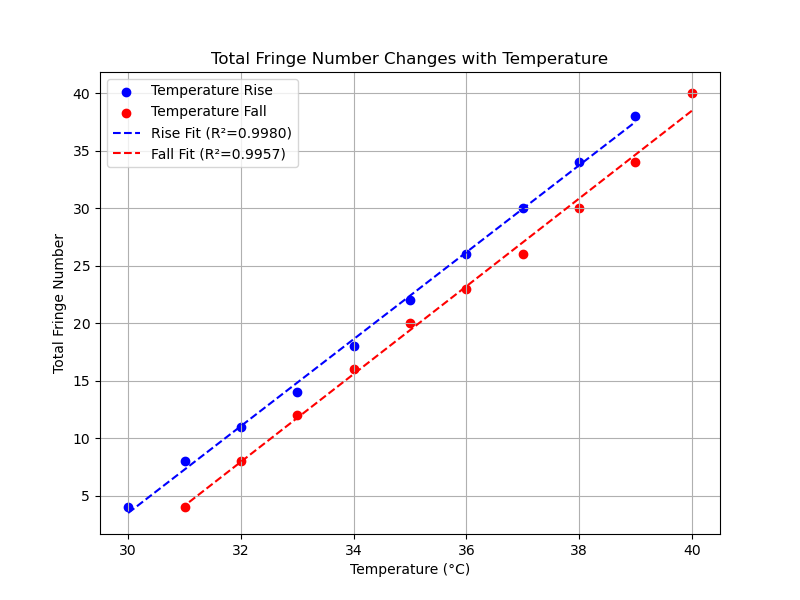 Total Fringe Number Changes with Temperature
Temperature Rise
Temperature Fall
Rise Fit (R²=0.9980)
Fall Fit (R²=0.9957)
40
35
30
25
20
15
10
5
Total Fringe Number
30 32 34 36 38 40
Temperature (°C)